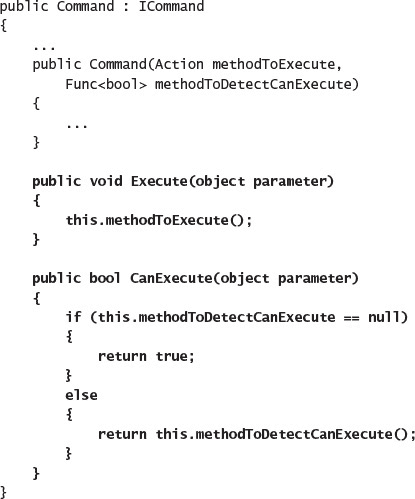 public Command : ICommand
{
    ...
    public Command(Action methodToExecute,
        Func<bool> methodToDetectCanExecute)
    {
        ...
    }

    public void Execute(object parameter)
    {
        this.methodToExecute();
    }

    public bool CanExecute(object parameter)
    {
        if (this.methodToDetectCanExecute == null)
        {
            return true;
        }
        else
        {
            return this.methodToDetectCanExecute();
        }
    }
}